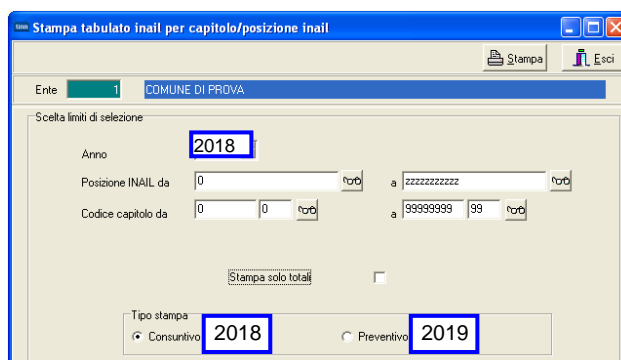 Stampa tabulato inail per capitolo/posizione inail
Stampa Esci
Ente 1 COMUNE DI PROVA
Scelta limiti di selezione
Anno 2018
Posizione INAIL da 0 a zzzzzzzzzzz
Codice capitolo da 0 0 a 99999999 99
Stampa solo totali
Tipo stampa
Consuntivo 2018 Preventivo 2019